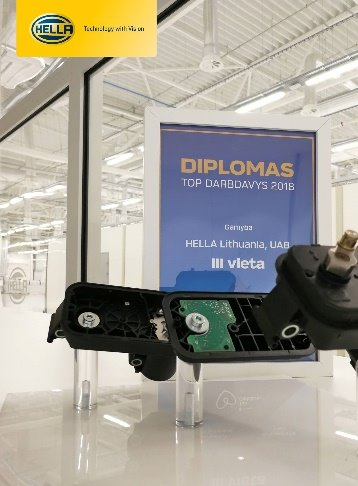 HELLA
Technology with Vision
DIPLOMAS
TOP DARBDAVYS 2018
Gamyba
HELLA Lithuania, UAB
III vieta